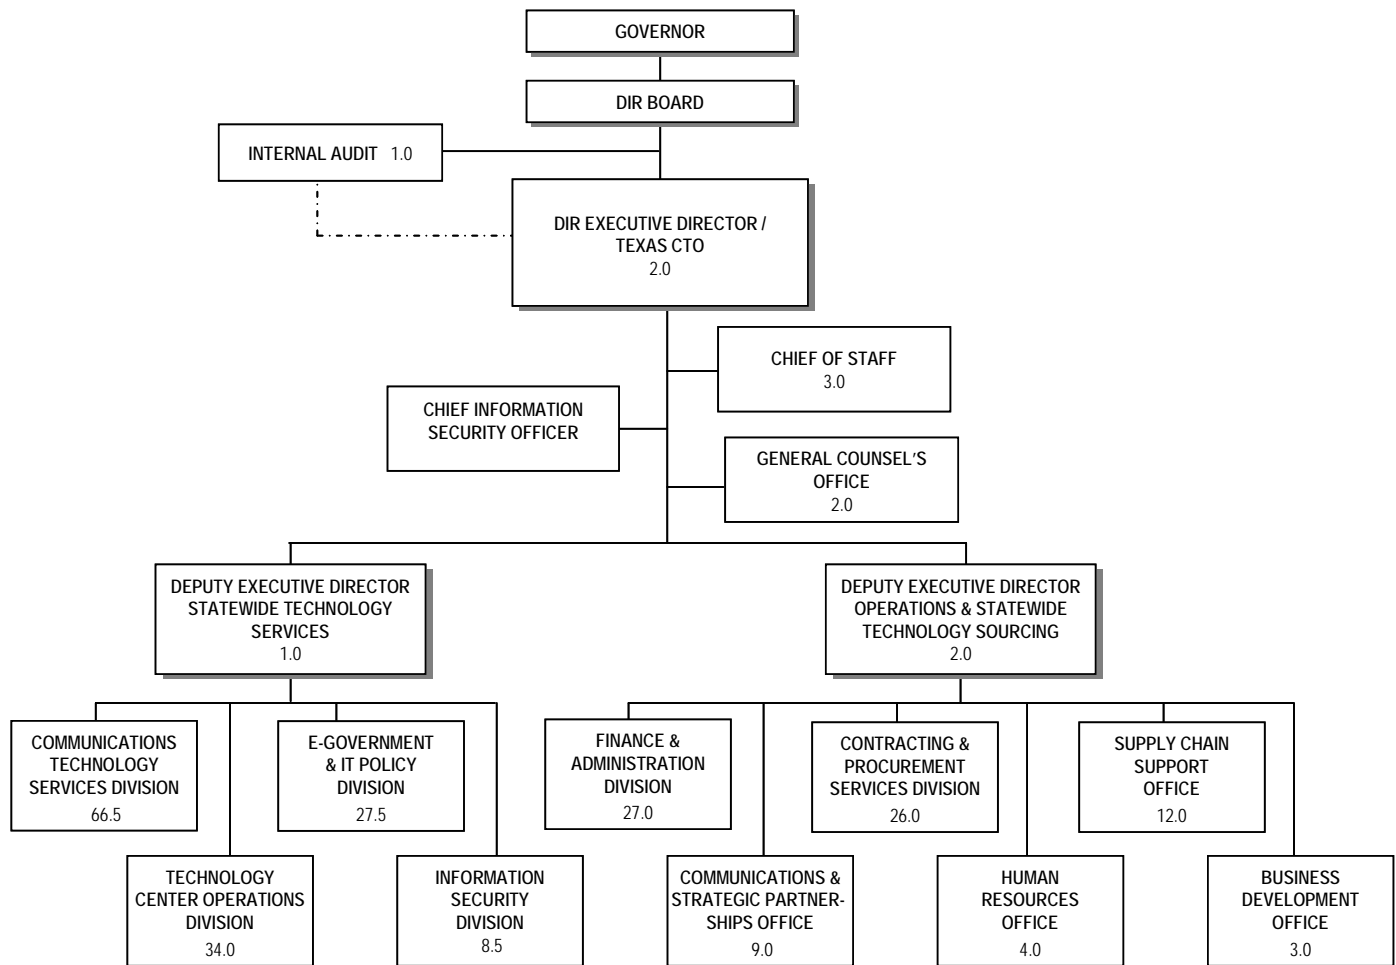 GOVERNOR
DIR BOARD
INTERNAL AUDIT 1.0
DIR EXECUTIVE DIRECTOR /
TEXAS CTO
2.0
CHIEF OF STAFF
3.0
CHIEF INFORMATION
SECURITY OFFICER
GENERAL COUNSEL'S
OFFICE
2.0
DEPUTY EXECUTIVE DIRECTOR
STATEWIDE TECHNOLOGY
SERVICES
1.0
DEPUTY EXECUTIVE DIRECTOR
OPERATIONS & STATEWIDE
TECHNOLOGY SOURCING
2.0
COMMUNICATIONS
TECHNOLOGY
SERVICES DIVISION
66.5
E-GOVERNMENT
& IT POLICY
DIVISION
27.5
FINANCE &
ADMINISTRATION
DIVISION
27.0
CONTRACTING &
PROCUREMENT
SERVICES DIVISION
26.0
SUPPLY CHAIN
SUPPORT
OFFICE
12.0
TECHNOLOGY
CENTER OPERATIONS
DIVISION
34.0
INFORMATION
SECURITY
DIVISION
8.5
COMMUNICATIONS &
STRATEGIC PARTNER-
SHIPS OFFICE
9.0
HUMAN
RESOURCES
OFFICE
4.0
BUSINESS
DEVELOPMENT
OFFICE
3.0